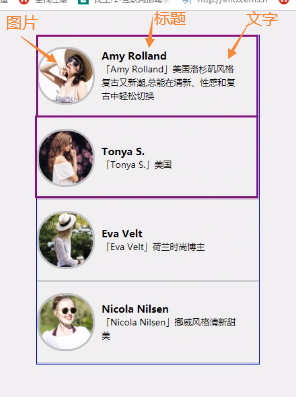 图片
标题
文字
Amy Rolland
「Amy Rolland」美国洛杉矶风格
复古又新潮,总能在清新、性感和复
古中轻松切换
Tonya S.
「Tonya S.」美国
Eva Velt
「Eva Velt」荷兰时尚博主
Nicola Nilsen
「Nicola Nilsen」挪威风格清新甜
美